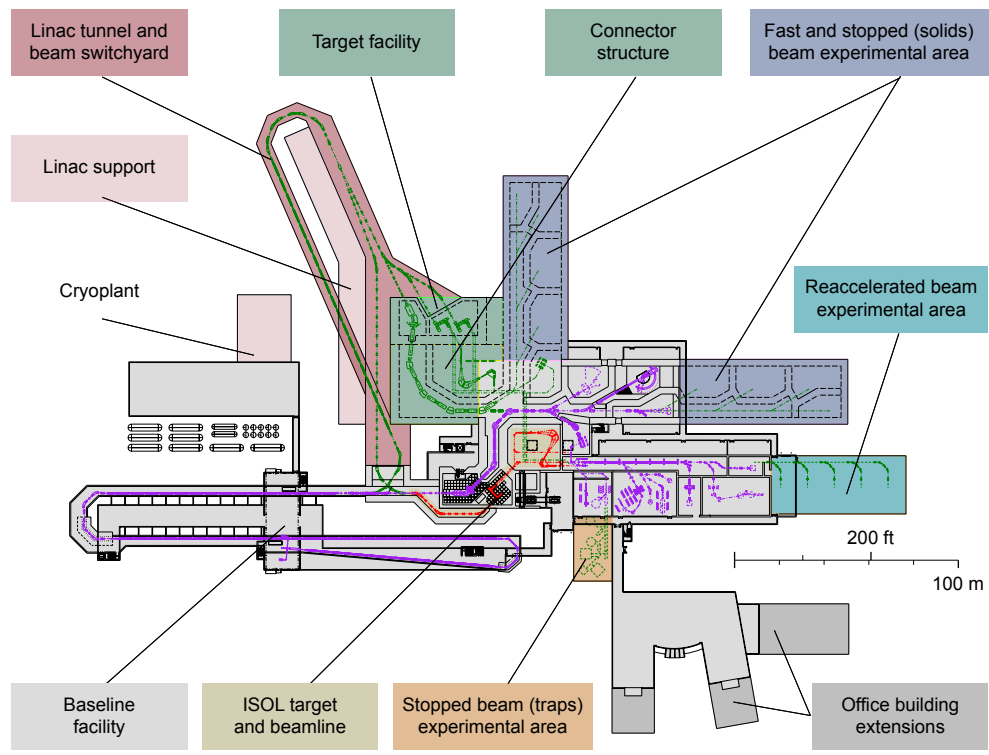 Linac tunnel and
beam switchyard
Target facility
Connector
structure
Fast and stopped (solids)
beam experimental area
Linac support
Cryoplant
Reaccelerated beam
experimental area
200 ft
100 m
Baseline
facility
ISOL target
and beamline
Stopped beam (traps)
experimental area
Office building
extensions